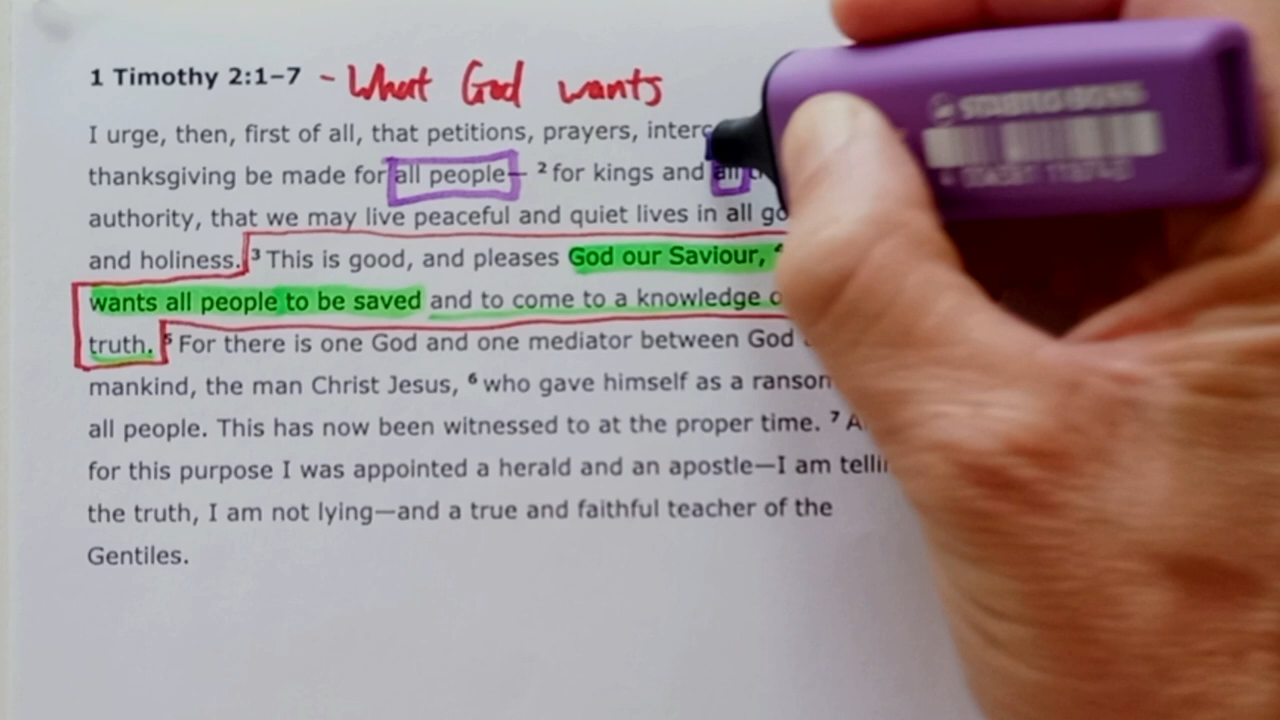 1 Timothy 2:1–7 - What God wants
I urge, then, first of all, that petitions, prayers,
thanksgiving be made for all people— ² for kings and all
authority, that we may live peaceful and quiet lives in all
and holiness. ³ This is good, and pleases God our Saviour, ⁴
wants all people to be saved and to come to a knowledge
truth. ⁵ For there is one God and one mediator between God
mankind, the man Christ Jesus, ⁶ who gave himself as a ransom
all people. This has now been witnessed to at the proper time. ⁷
for this purpose I was appointed a herald and an apostle—I am
the truth, I am not lying—and a true and faithful teacher of the
Gentiles.
STABILO BOSS